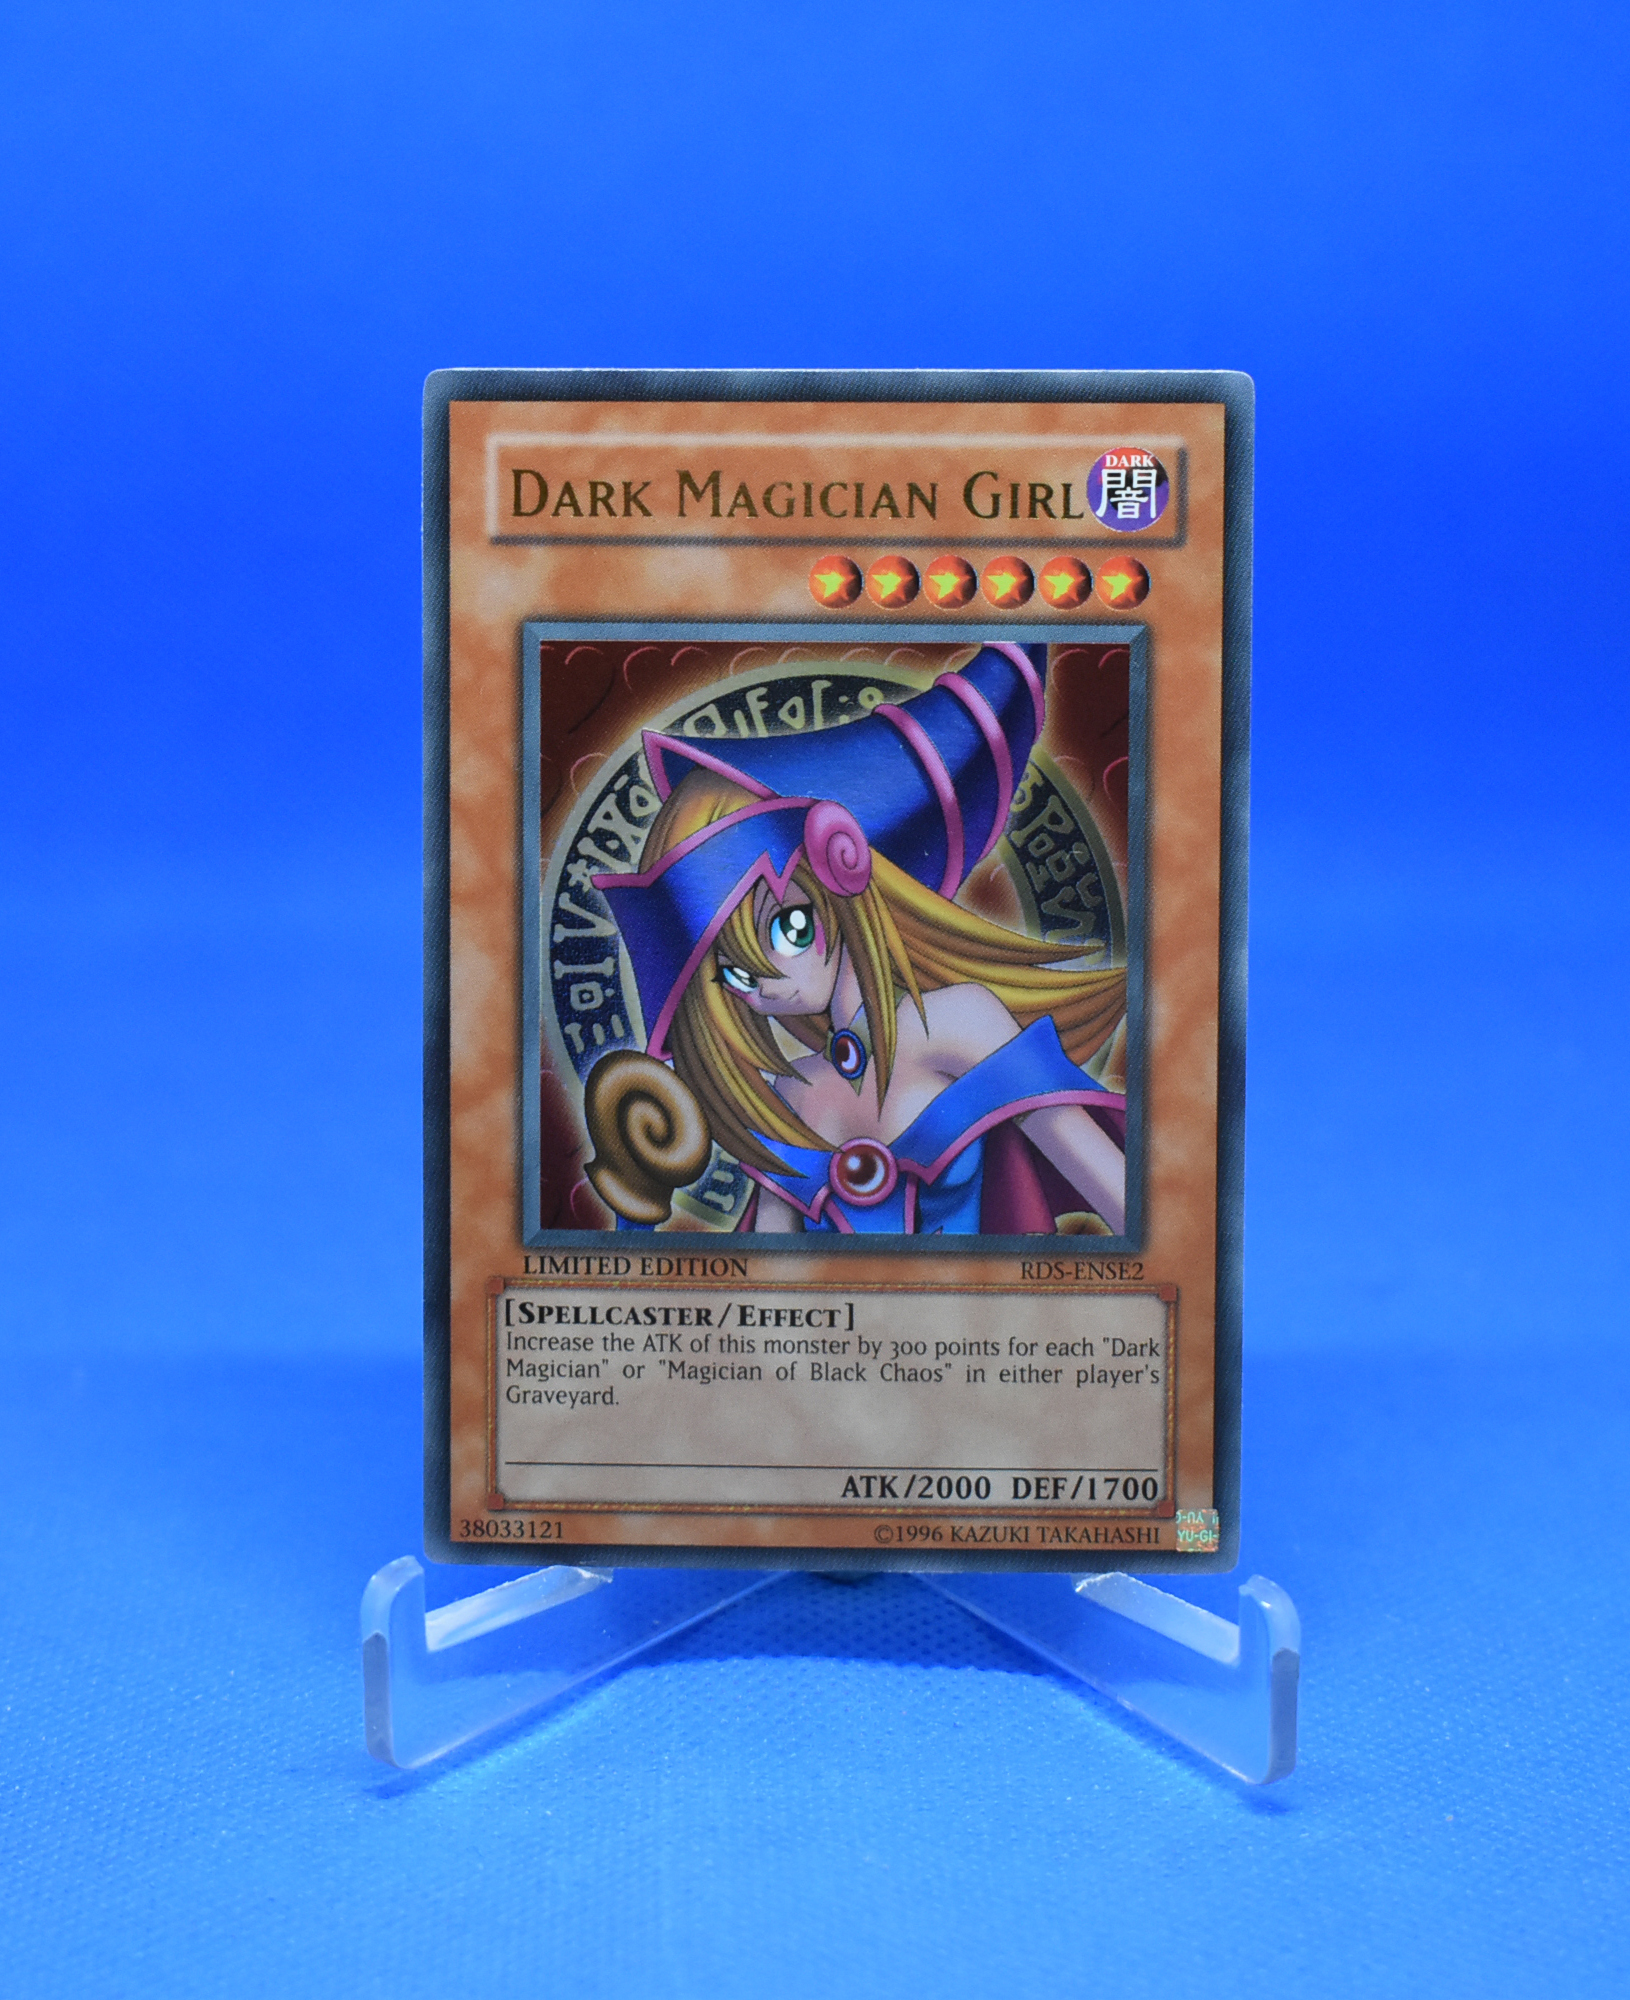 DARK MAGICIAN GIRL
DARK
闇
LIMITED EDITION
RDS-ENSE2
[SPELLCASTER/EFFECT]
Increase the ATK of this monster by 300 points for each "Dark
Magician" or "Magician of Black Chaos" in either player's
Graveyard.
ATK/2000 DEF/1700
38033121
©1996 KAZUKI TAKAHASHI
YU-GI-